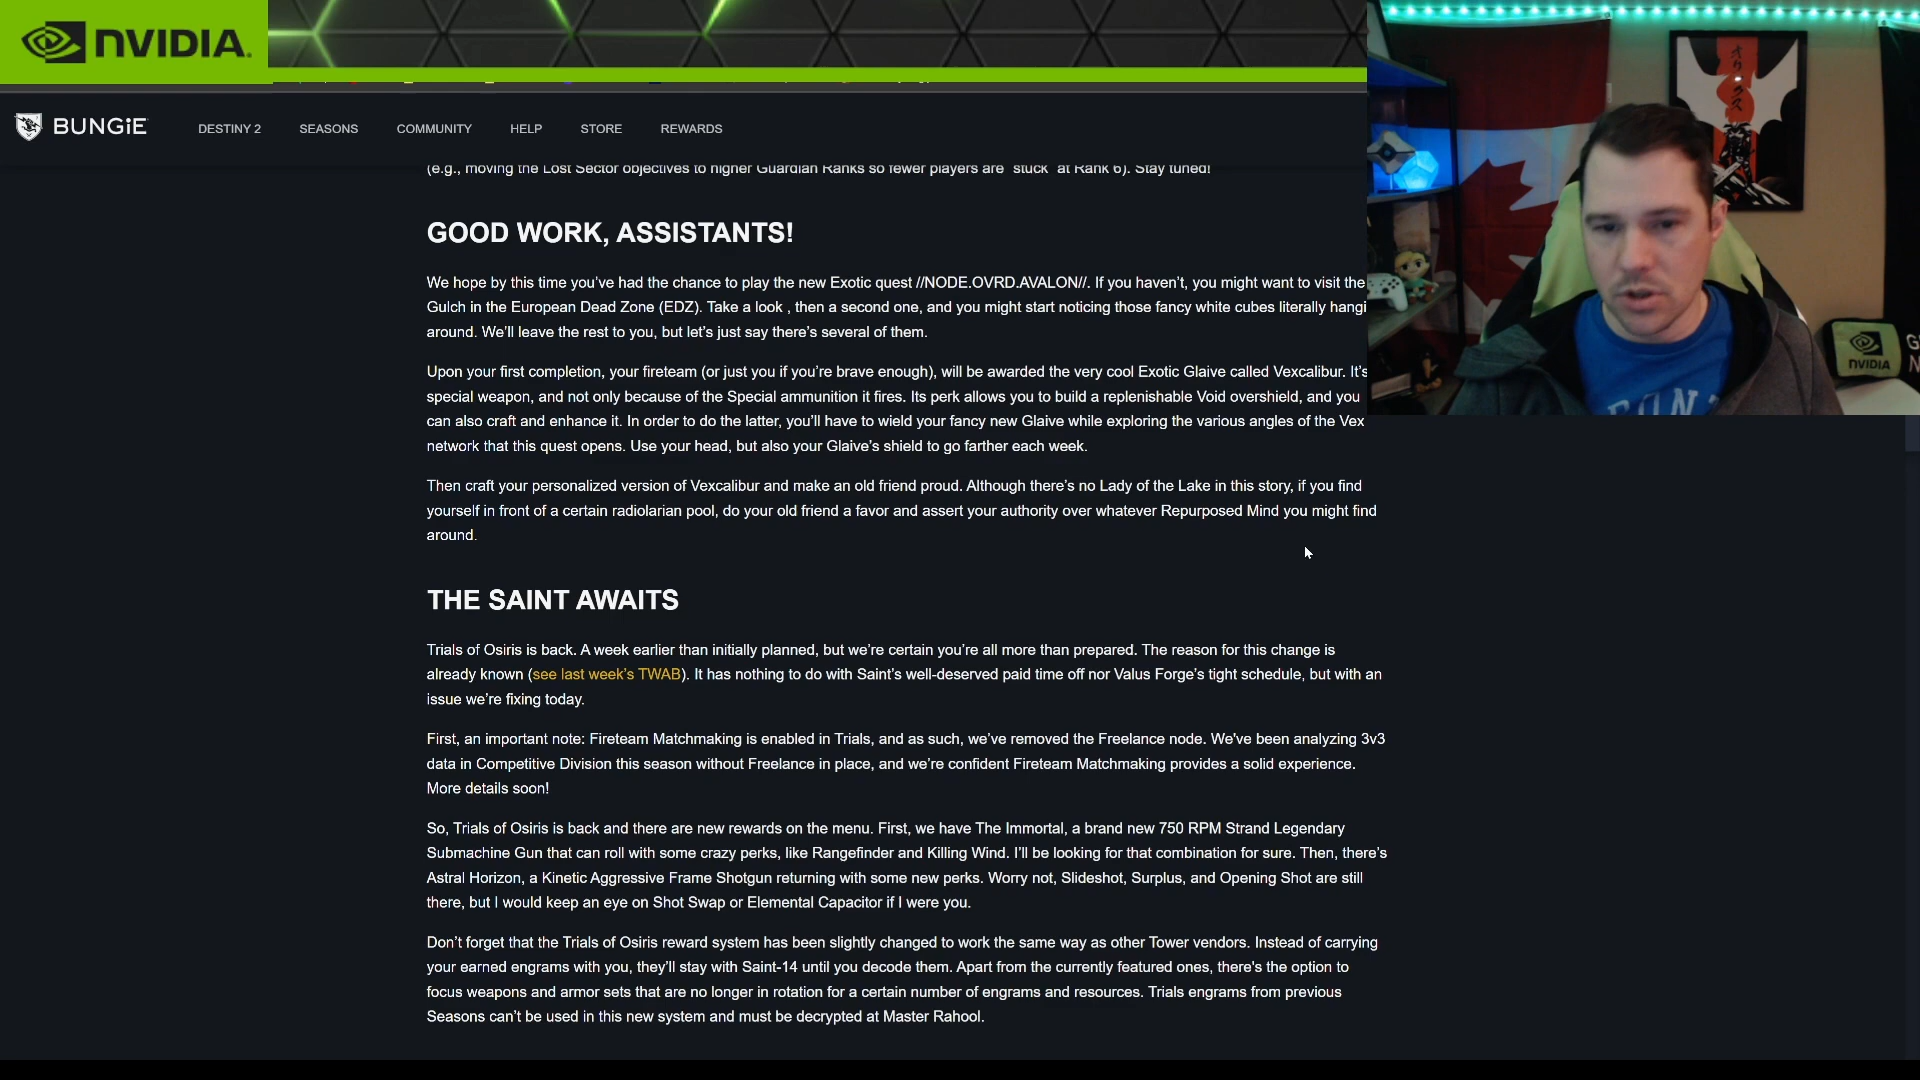 NVIDIA.
BUNGiE
DESTINY 2 SEASONS COMMUNITY HELP STORE REWARDS
(e.g., moving the Lost Sector objectives to higher Guardian Ranks so fewer players are "stuck" at Rank 6). Stay tuned!
GOOD WORK, ASSISTANTS!
We hope by this time you've had the chance to play the new Exotic quest //NODE.OVRD.AVALON//. If you haven't, you might want to visit the
Gulch in the European Dead Zone (EDZ). Take a look , then a second one, and you might start noticing those fancy white cubes literally hangi
around. We'll leave the rest to you, but let's just say there's several of them.
Upon your first completion, your fireteam (or just you if you're brave enough), will be awarded the very cool Exotic Glaive called Vexcalibur. It's
special weapon, and not only because of the Special ammunition it fires. Its perk allows you to build a replenishable Void overshield, and you
can also craft and enhance it. In order to do the latter, you'll have to wield your fancy new Glaive while exploring the various angles of the Vex
network that this quest opens. Use your head, but also your Glaive's shield to go farther each week.
Then craft your personalized version of Vexcalibur and make an old friend proud. Although there's no Lady of the Lake in this story, if you find
yourself in front of a certain radiolarian pool, do your old friend a favor and assert your authority over whatever Repurposed Mind you might find
around.
THE SAINT AWAITS
Trials of Osiris is back. A week earlier than initially planned, but we're certain you're all more than prepared. The reason for this change is
already known (see last week's TWAB). It has nothing to do with Saint's well-deserved paid time off nor Valus Forge's tight schedule, but with an
issue we're fixing today.
First, an important note: Fireteam Matchmaking is enabled in Trials, and as such, we've removed the Freelance node. We've been analyzing 3v3
data in Competitive Division this season without Freelance in place, and we're confident Fireteam Matchmaking provides a solid experience.
More details soon!
So, Trials of Osiris is back and there are new rewards on the menu. First, we have The Immortal, a brand new 750 RPM Strand Legendary
Submachine Gun that can roll with some crazy perks, like Rangefinder and Killing Wind. I'll be looking for that combination for sure. Then, there's
Astral Horizon, a Kinetic Aggressive Frame Shotgun returning with some new perks. Worry not, Slideshot, Surplus, and Opening Shot are still
there, but I would keep an eye on Shot Swap or Elemental Capacitor if I were you.
Don't forget that the Trials of Osiris reward system has been slightly changed to work the same way as other Tower vendors. Instead of carrying
your earned engrams with you, they'll stay with Saint-14 until you decode them. Apart from the currently featured ones, there's the option to
focus weapons and armor sets that are no longer in rotation for a certain number of engrams and resources. Trials engrams from previous
Seasons can't be used in this new system and must be decrypted at Master Rahool.
NVIDIA